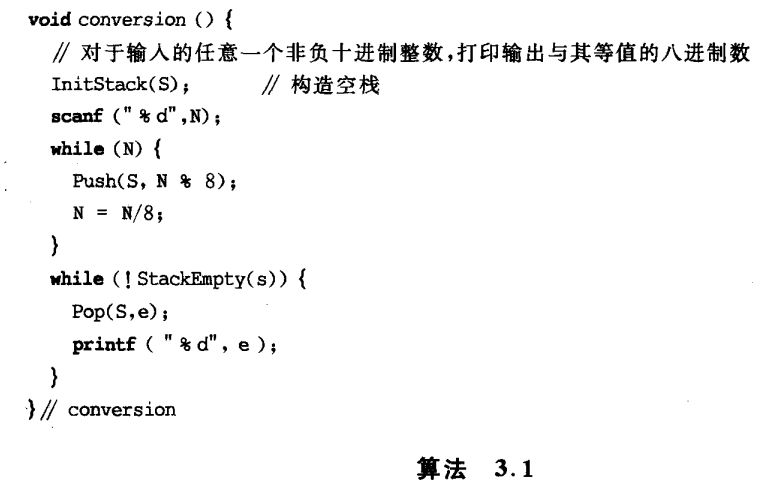 void conversion () {
// 对于输入的任意一个非负十进制整数,打印输出与其等值的八进制数
InitStack(S); // 构造空栈
scanf ("%d",N);
while (N) {
Push(S, N % 8);
N = N/8;
}
while (! StackEmpty(s)) {
Pop(S,e);
printf ( "%d", e );
}
}// conversion
算法 3.1